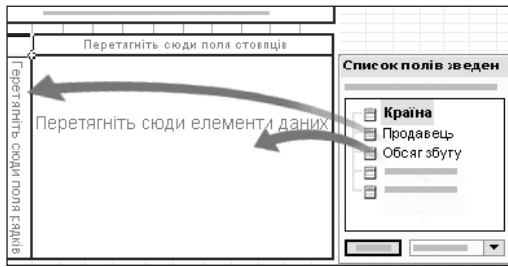 Перетягніть сюди поля стовпців
Перетягніть сюди поля рядків
Перетягніть сюди елементи даних
Список полів зведен
Країна
Продавець
Обсяг збуту